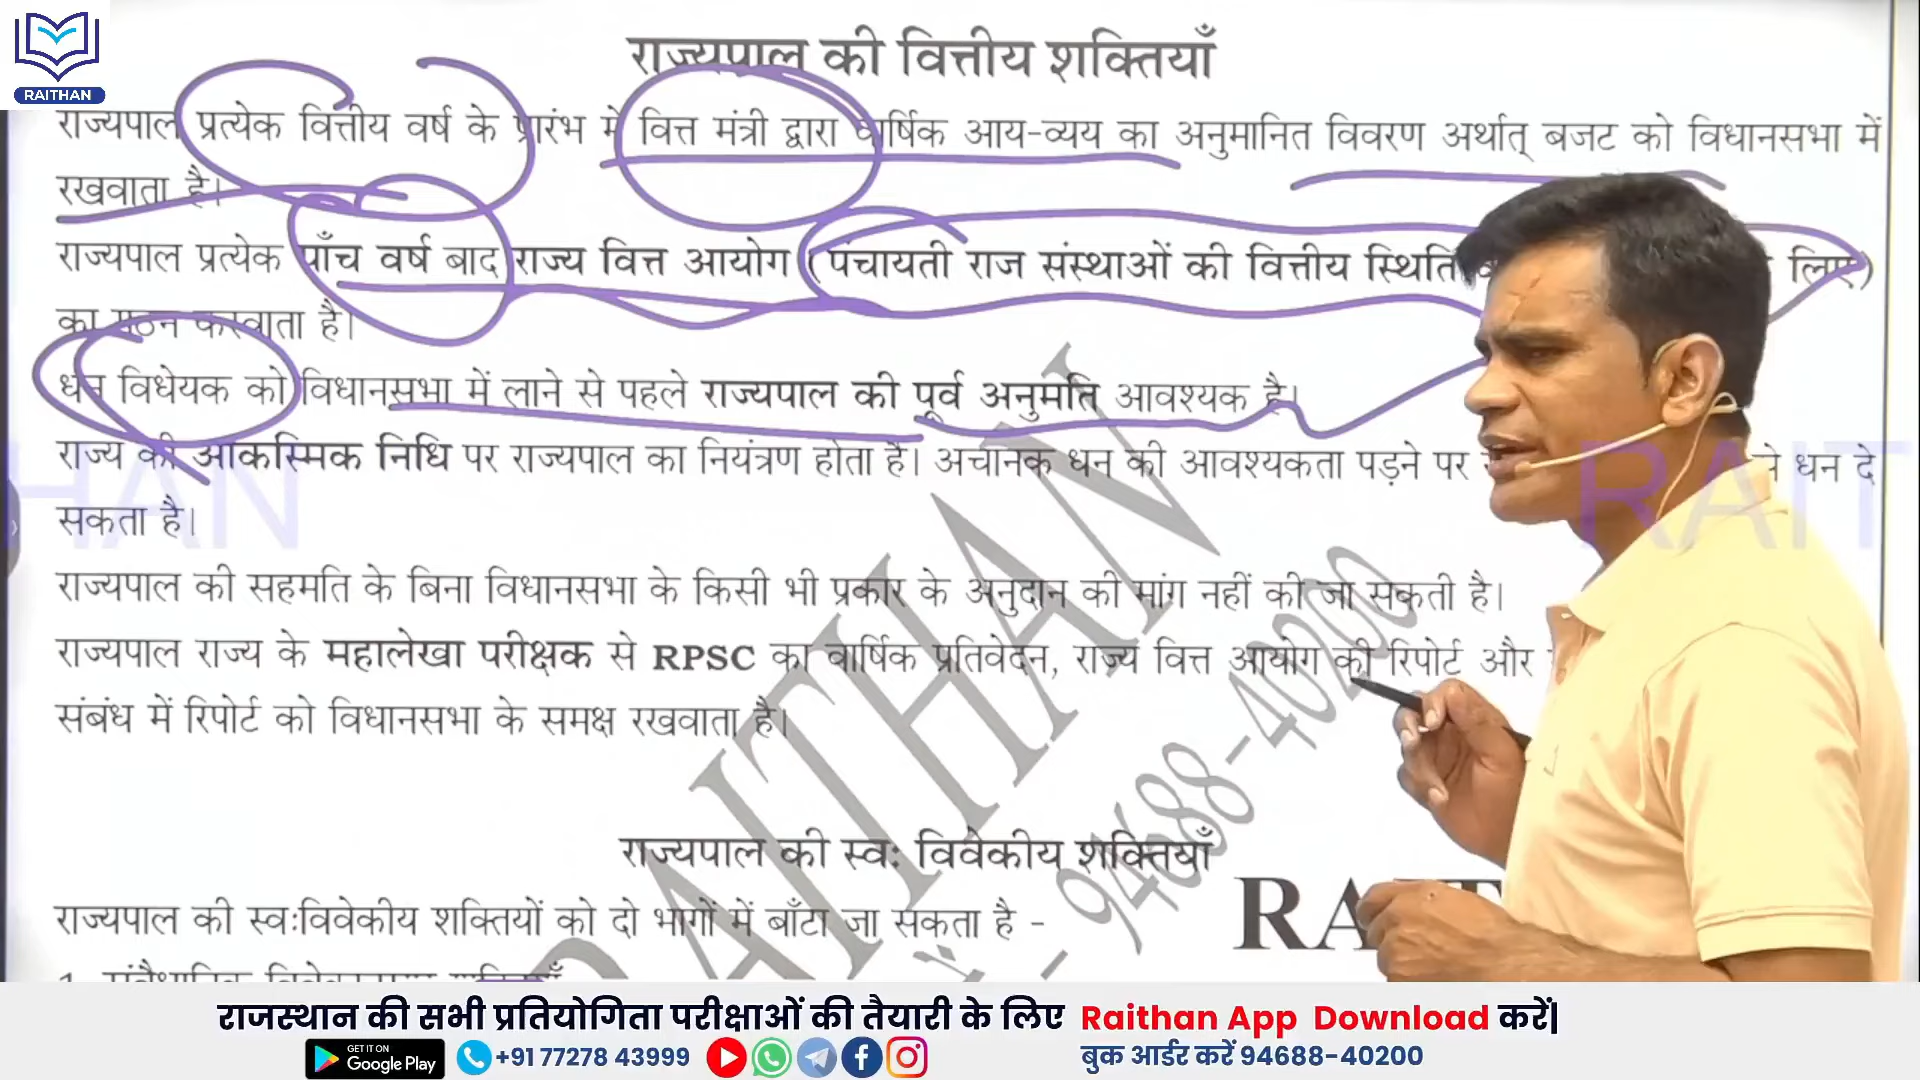 RAITHAN
राज्यपाल की वित्तीय शक्तियाँ
राज्यपाल प्रत्येक वित्तीय वर्ष के प्रारंभ में वित्त मंत्री द्वारा वार्षिक आय-व्यय का अनुमानित विवरण अर्थात् बजट को विधानसभा में
रखवाता है।
राज्यपाल प्रत्येक पाँच वर्ष बाद राज्य वित्त आयोग (पंचायती राज संस्थाओं की वित्तीय स्थिति लिए)
का गठन करवाता है।
धन विधेयक को विधानसभा में लाने से पहले राज्यपाल की पूर्व अनुमति आवश्यक है।
राज्य की आकस्मिक निधि पर राज्यपाल का नियंत्रण होता है। अचानक धन की आवश्यकता पड़ने पर धन दे
सकता है।
राज्यपाल की सहमति के बिना विधानसभा के किसी भी प्रकार के अनुदान की मांग नहीं की जा सकती है।
राज्यपाल राज्य के महालेखा परीक्षक से RPSC का वार्षिक प्रतिवेदन, राज्य वित्त आयोग की रिपोर्ट और
संबंध में रिपोर्ट को विधानसभा के समक्ष रखवाता है।
राज्यपाल की स्व: विवेकीय शक्तियाँ
राज्यपाल की स्व:विवेकीय शक्तियों को दो भागों में बाँटा जा सकता है -
RAITHAN
- 94688-40200
राजस्थान की सभी प्रतियोगिता परीक्षाओं की तैयारी के लिए Raithan App Download करें|
GET IT ON
Google Play
+91 77278 43999
बुक आर्डर करें 94688-40200